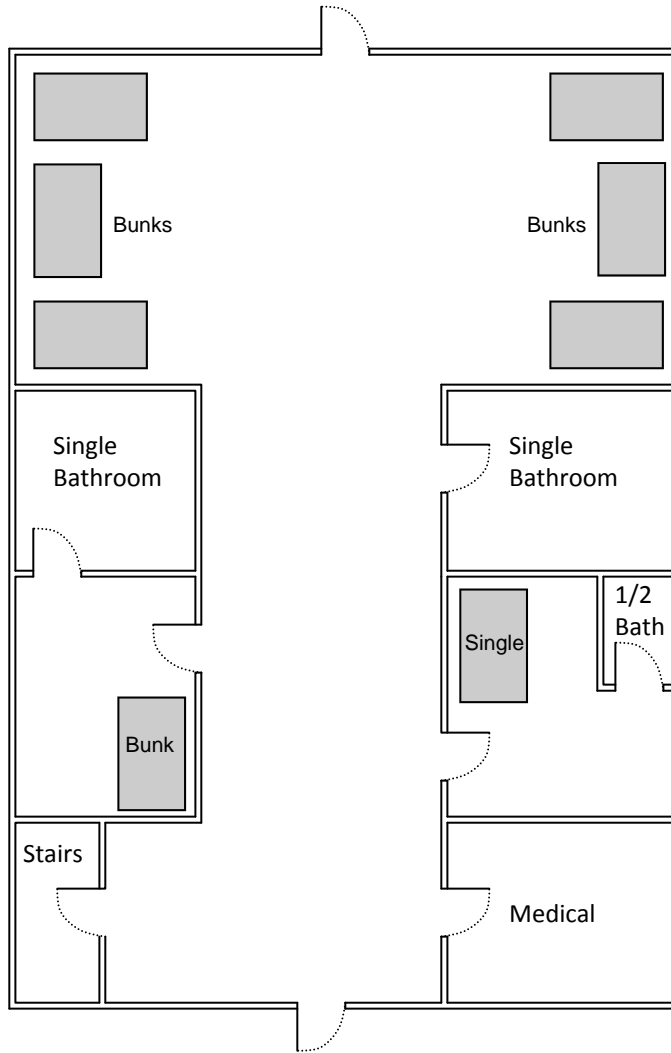 Bunks
Bunks
Single
Bathroom
Single
Bathroom
1/2
Bath
Single
Bunk
Stairs
Medical